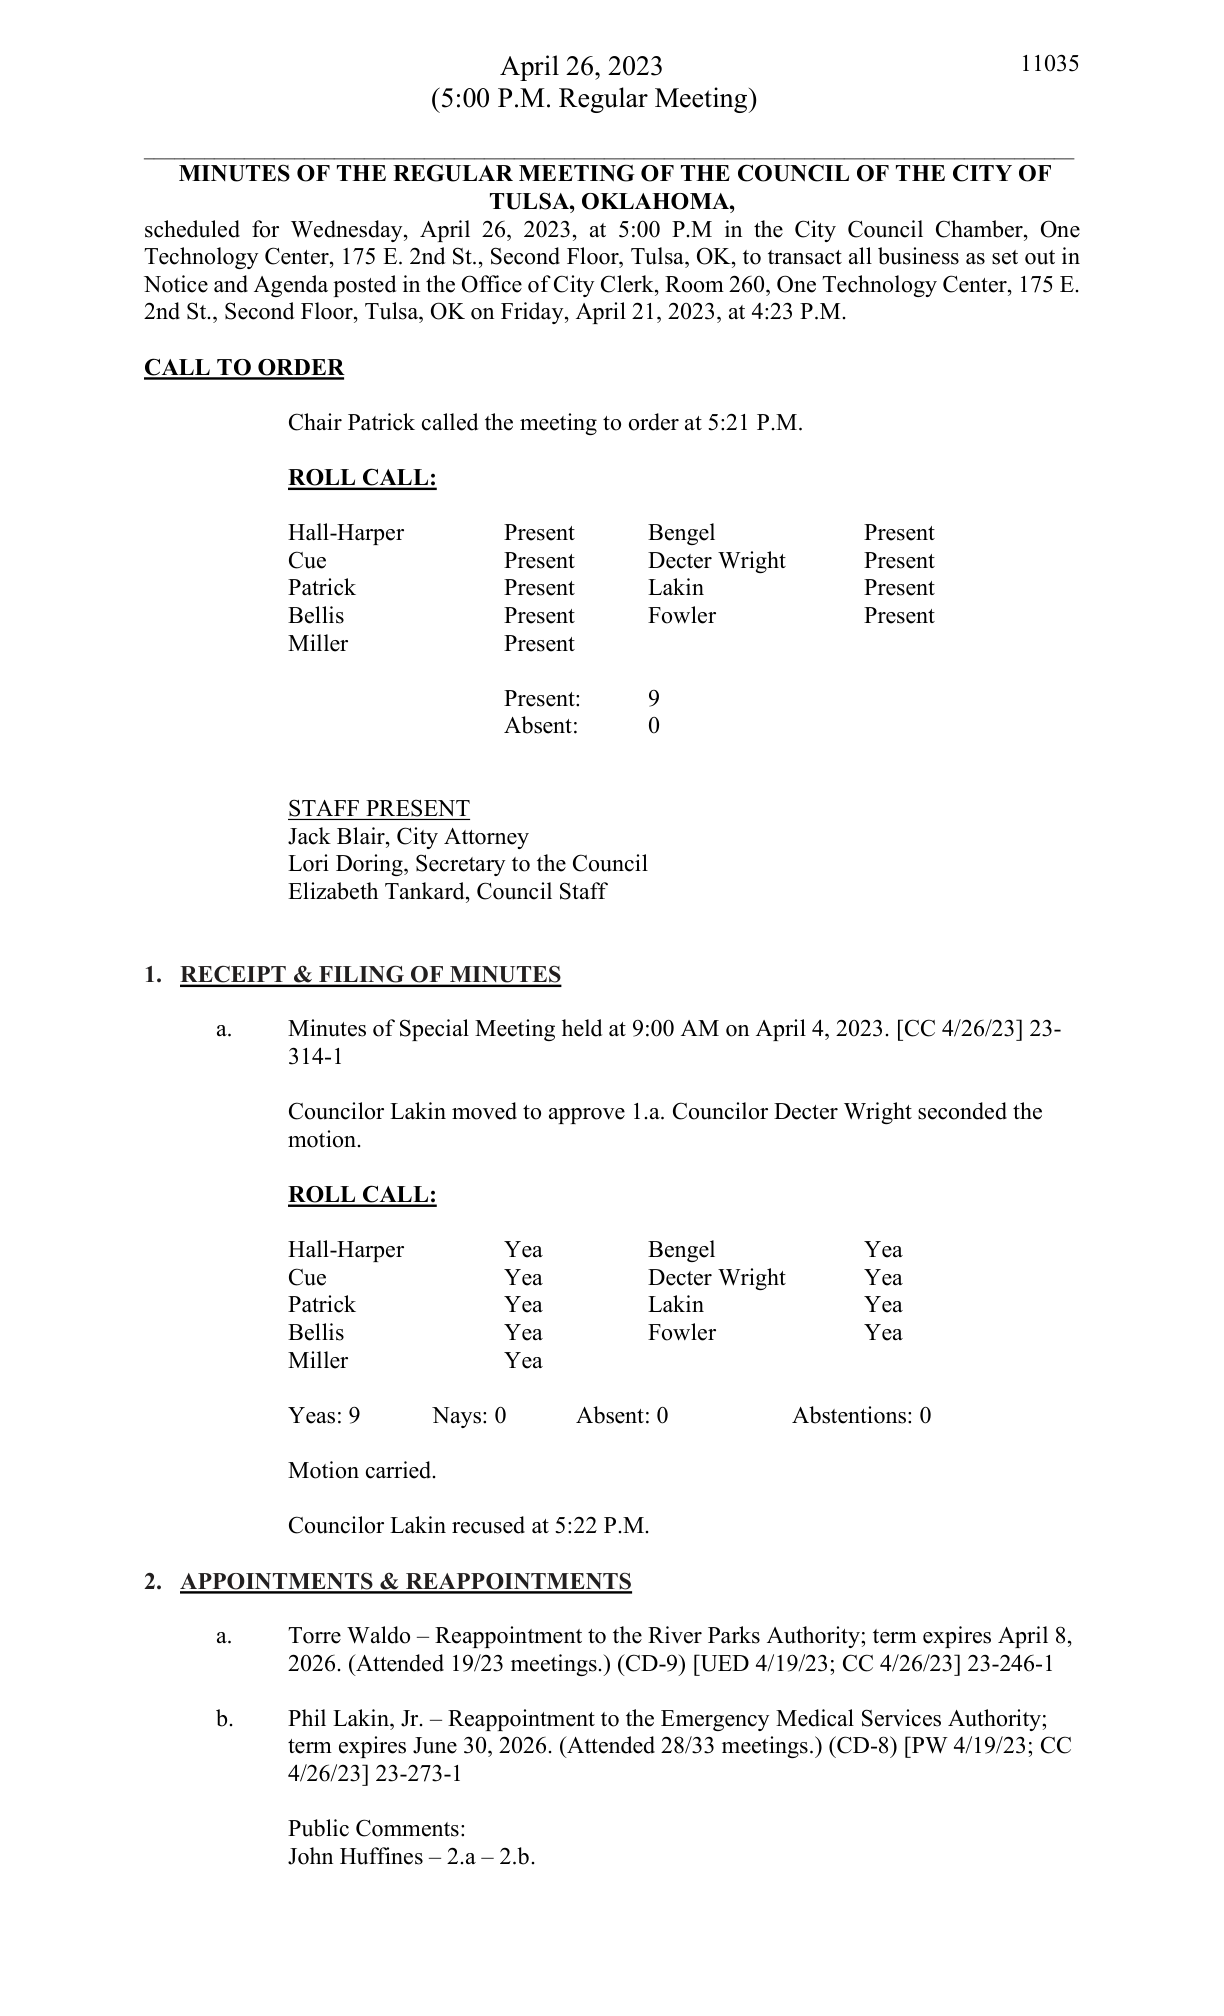 April 26, 2023 11035
(5:00 P.M. Regular Meeting)
MINUTES OF THE REGULAR MEETING OF THE COUNCIL OF THE CITY OF
TULSA, OKLAHOMA,
scheduled for Wednesday, April 26, 2023, at 5:00 P.M in the City Council Chamber, One
Technology Center, 175 E. 2nd St., Second Floor, Tulsa, OK, to transact all business as set out in
Notice and Agenda posted in the Office of City Clerk, Room 260, One Technology Center, 175 E.
2nd St., Second Floor, Tulsa, OK on Friday, April 21, 2023, at 4:23 P.M.
CALL TO ORDER
Chair Patrick called the meeting to order at 5:21 P.M.
ROLL CALL:
Hall-Harper Present Bengel Present
Cue Present Decter Wright Present
Patrick Present Lakin Present
Bellis Present Fowler Present
Miller Present
Present: 9
Absent: 0
STAFF PRESENT
Jack Blair, City Attorney
Lori Doring, Secretary to the Council
Elizabeth Tankard, Council Staff
1. RECEIPT & FILING OF MINUTES
a. Minutes of Special Meeting held at 9:00 AM on April 4, 2023. [CC 4/26/23] 23-
314-1
Councilor Lakin moved to approve 1.a. Councilor Decter Wright seconded the
motion.
ROLL CALL:
Hall-Harper Yea Bengel Yea
Cue Yea Decter Wright Yea
Patrick Yea Lakin Yea
Bellis Yea Fowler Yea
Miller Yea
Yeas: 9 Nays: 0 Absent: 0 Abstentions: 0
Motion carried.
Councilor Lakin recused at 5:22 P.M.
2. APPOINTMENTS & REAPPOINTMENTS
a. Torre Waldo – Reappointment to the River Parks Authority; term expires April 8,
2026. (Attended 19/23 meetings.) (CD-9) [UED 4/19/23; CC 4/26/23] 23-246-1
b. Phil Lakin, Jr. – Reappointment to the Emergency Medical Services Authority;
term expires June 30, 2026. (Attended 28/33 meetings.) (CD-8) [PW 4/19/23; CC
4/26/23] 23-273-1
Public Comments:
John Huffines – 2.a – 2.b.